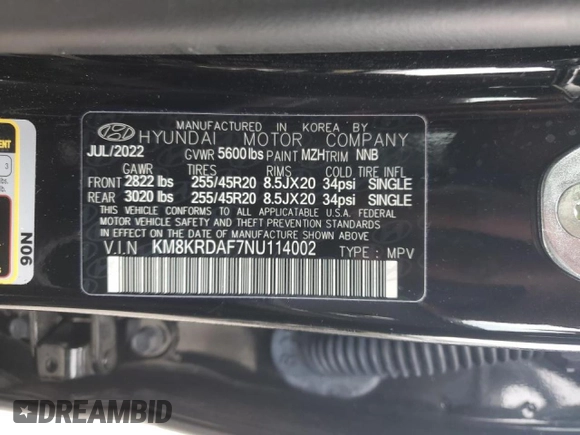 MANUFACTURED IN KOREA BY
HYUNDAI MOTOR COMPANY
JUL/2022 GVWR 5600 lbs PAINT MZH TRIM NNB
GAWR TIRES RIMS COLD TIRE INFL
FRONT 2822 lbs 255/45R20 8.5JX20 34psi SINGLE
REAR 3020 lbs 255/45R20 8.5JX20 34psi SINGLE
THIS VEHICLE CONFORMS TO ALL APPLICABLE U.S.A. FEDERAL
MOTOR VEHICLE SAFETY AND THEFT PREVENTION STANDARDS
IN EFFECT ON THE DATE OF MANUFACTURE SHOWN ABOVE.
V.I.N KM8KRDAF7NU114002 TYPE : MPV
3
90N
DREAMBID